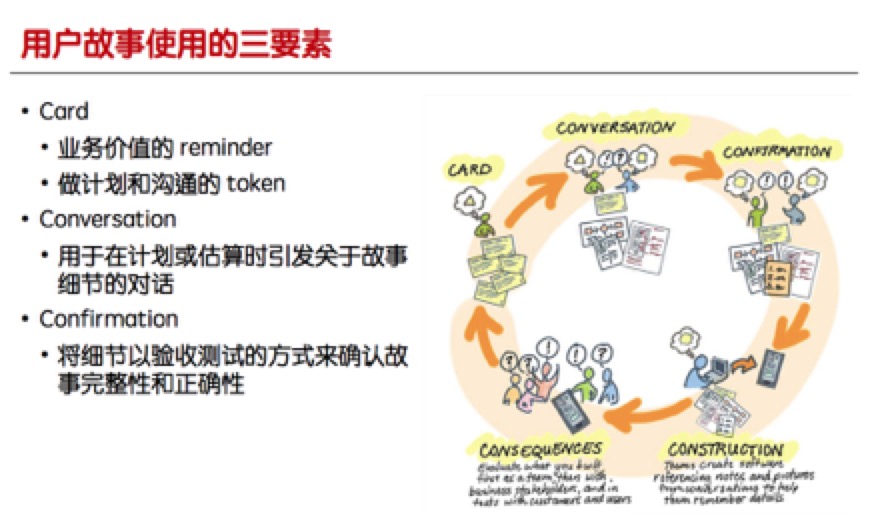 用户故事使用的三要素
• Card
• 业务价值的 reminder
• 做计划和沟通的 token
• Conversation
• 用于在计划或估算时引发关于故事
细节的对话
• Confirmation
• 将细节以验收测试的方式来确认故
事完整性和正确性
CARD
CONVERSATION
CONFIRMATION
CONSTRUCTION
Teams create software
referencing notes and pictures
from conversations to help
them remember details
CONSEQUENCES
Evaluate what you built
first as a team, then with
business stakeholders, and in
tests with customers and users